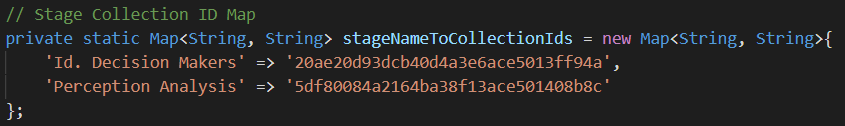 // Stage Collection ID Map
private static Map<String, String> stageNameToCollectionIds = new Map<String, String>{
    'Id. Decision Makers' => '20ae20d93dcb40d4a3e6ace5013ff94a',
    'Perception Analysis' => '5df80084a2164ba38f13ace501408b8c'
};